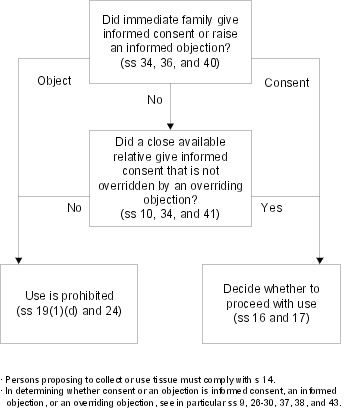 Did immediate family give
informed consent or raise
an informed objection?
(ss 34, 36, and 40)
Object
Consent
No
Did a close available
relative give informed
consent that is not
overridden by an overriding
objection?
(ss 10, 34, and 41)
No
Yes
Use is prohibited
(ss 19(1)(d) and 24)
Decide whether to
proceed with use
(ss 16 and 17)
· Persons proposing to collect or use tissue must comply with s 14.
· In determining whether consent or an objection is informed consent, an informed
objection, or an overriding objection, see in particular ss 9, 26-30, 37, 38, and 43.